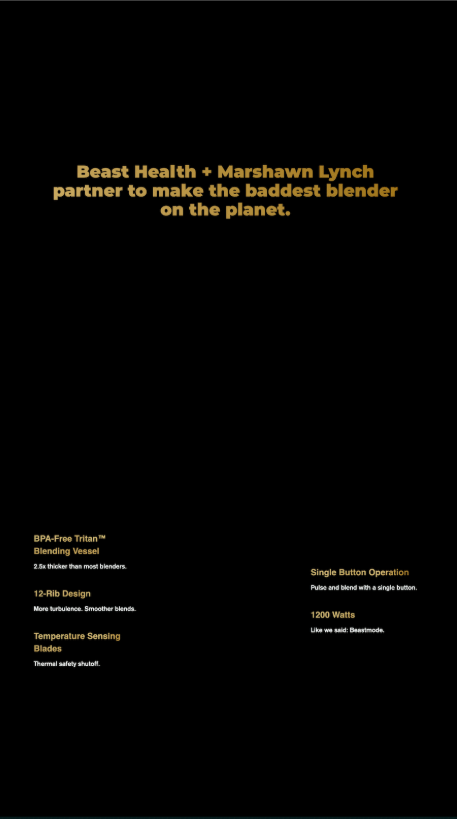 Beast Health + Marshawn Lynch
partner to make the baddest blender
on the planet.
BPA-Free Tritan™
Blending Vessel
2.5x thicker than most blenders.
12-Rib Design
More turbulence. Smoother blends.
Temperature Sensing
Blades
Thermal safety shutoff.
Single Button Operation
Pulse and blend with a single button.
1200 Watts
Like we said: Beastmode.